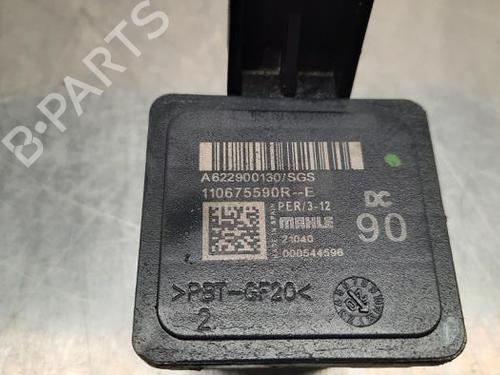 A622900130/SGS
110675590R--E
MADE IN SPAIN
PER/3-12
MAHLE
21040
000544596
DC
90
>PBT-GF20<
2
B-PARTS